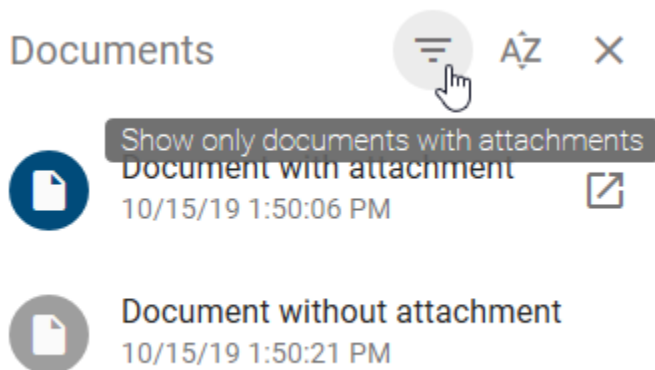 Documents
AZ
Show only documents with attachments
Document with attachment
10/15/19 1:50:06 PM
Document without attachment
10/15/19 1:50:21 PM